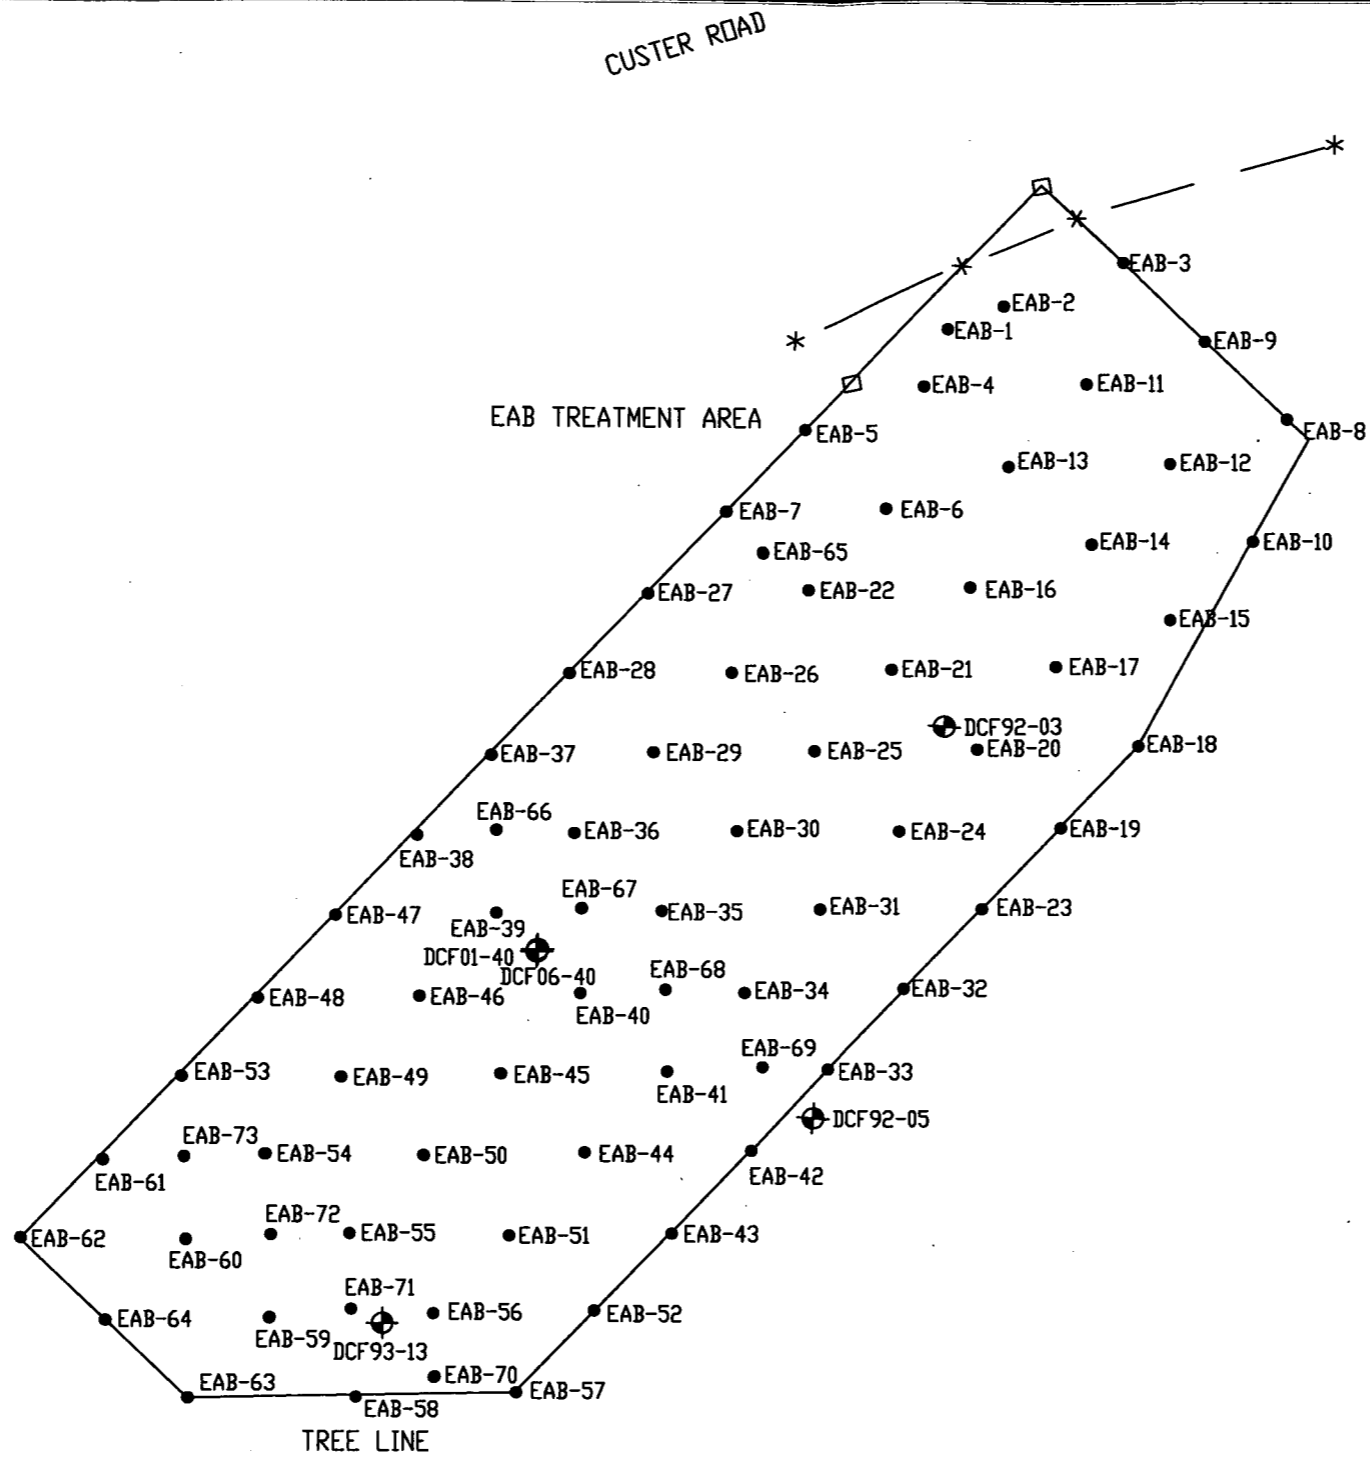 CUSTER ROAD
EAB-3
EAB-2
EAB-1
EAB-9
EAB-4
EAB-11
EAB TREATMENT AREA
EAB-5
EAB-8
EAB-13
EAB-12
EAB-7
EAB-6
EAB-65
EAB-14
EAB-10
EAB-27
EAB-22
EAB-16
EAB-15
EAB-28
EAB-26
EAB-21
EAB-17
DCF92-03
EAB-37
EAB-29
EAB-25
EAB-20
EAB-18
EAB-66
EAB-36
EAB-30
EAB-24
EAB-19
EAB-38
EAB-67
EAB-47
EAB-39
EAB-35
EAB-31
EAB-23
DCF01-40
DCF06-40
EAB-68
EAB-48
EAB-46
EAB-40
EAB-34
EAB-32
EAB-69
EAB-53
EAB-49
EAB-45
EAB-41
EAB-33
DCF92-05
EAB-73
EAB-54
EAB-50
EAB-44
EAB-61
EAB-42
EAB-72
EAB-62
EAB-60
EAB-55
EAB-51
EAB-43
EAB-71
EAB-64
EAB-59
EAB-56
EAB-52
DCF93-13
EAB-63
EAB-70
EAB-57
EAB-58
TREE LINE